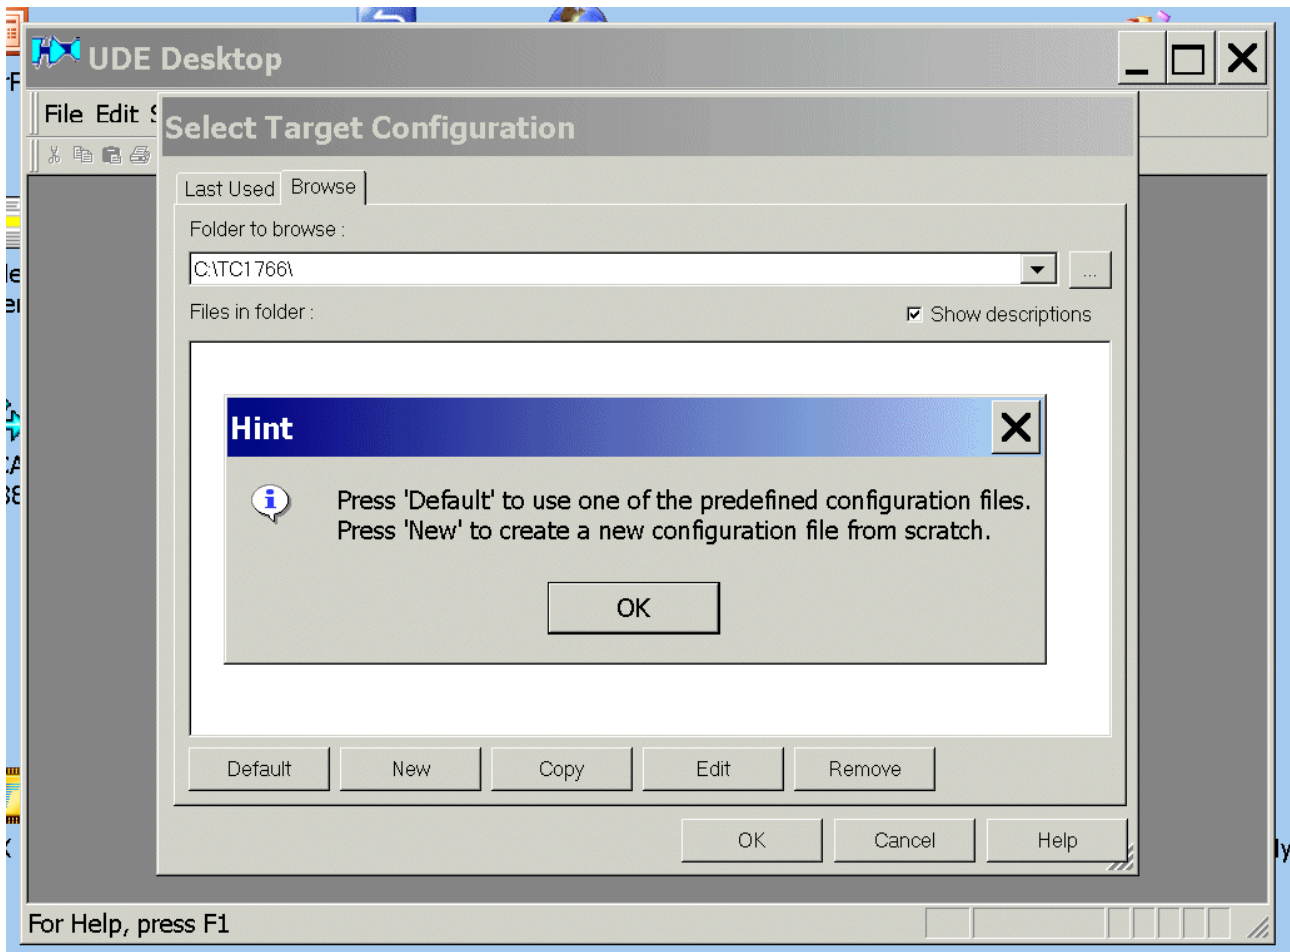 UDE Desktop
File Edit
Select Target Configuration
Last Used Browse
Folder to browse :
C:\TC1766\
...
Files in folder :
Show descriptions
Hint
Press 'Default' to use one of the predefined configuration files.
Press 'New' to create a new configuration file from scratch.
OK
Default New Copy Edit Remove
OK Cancel Help
For Help, press F1